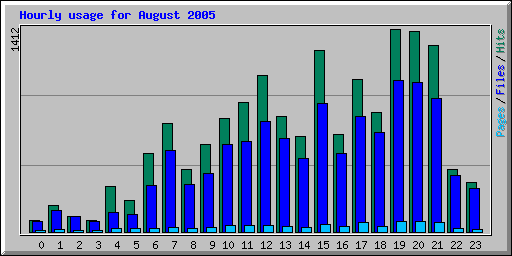 Hourly usage for August 2005
1412
Pages/Files/Hits
0 1 2 3 4 5 6 7 8 9 10 11 12 13 14 15 16 17 18 19 20 21 22 23